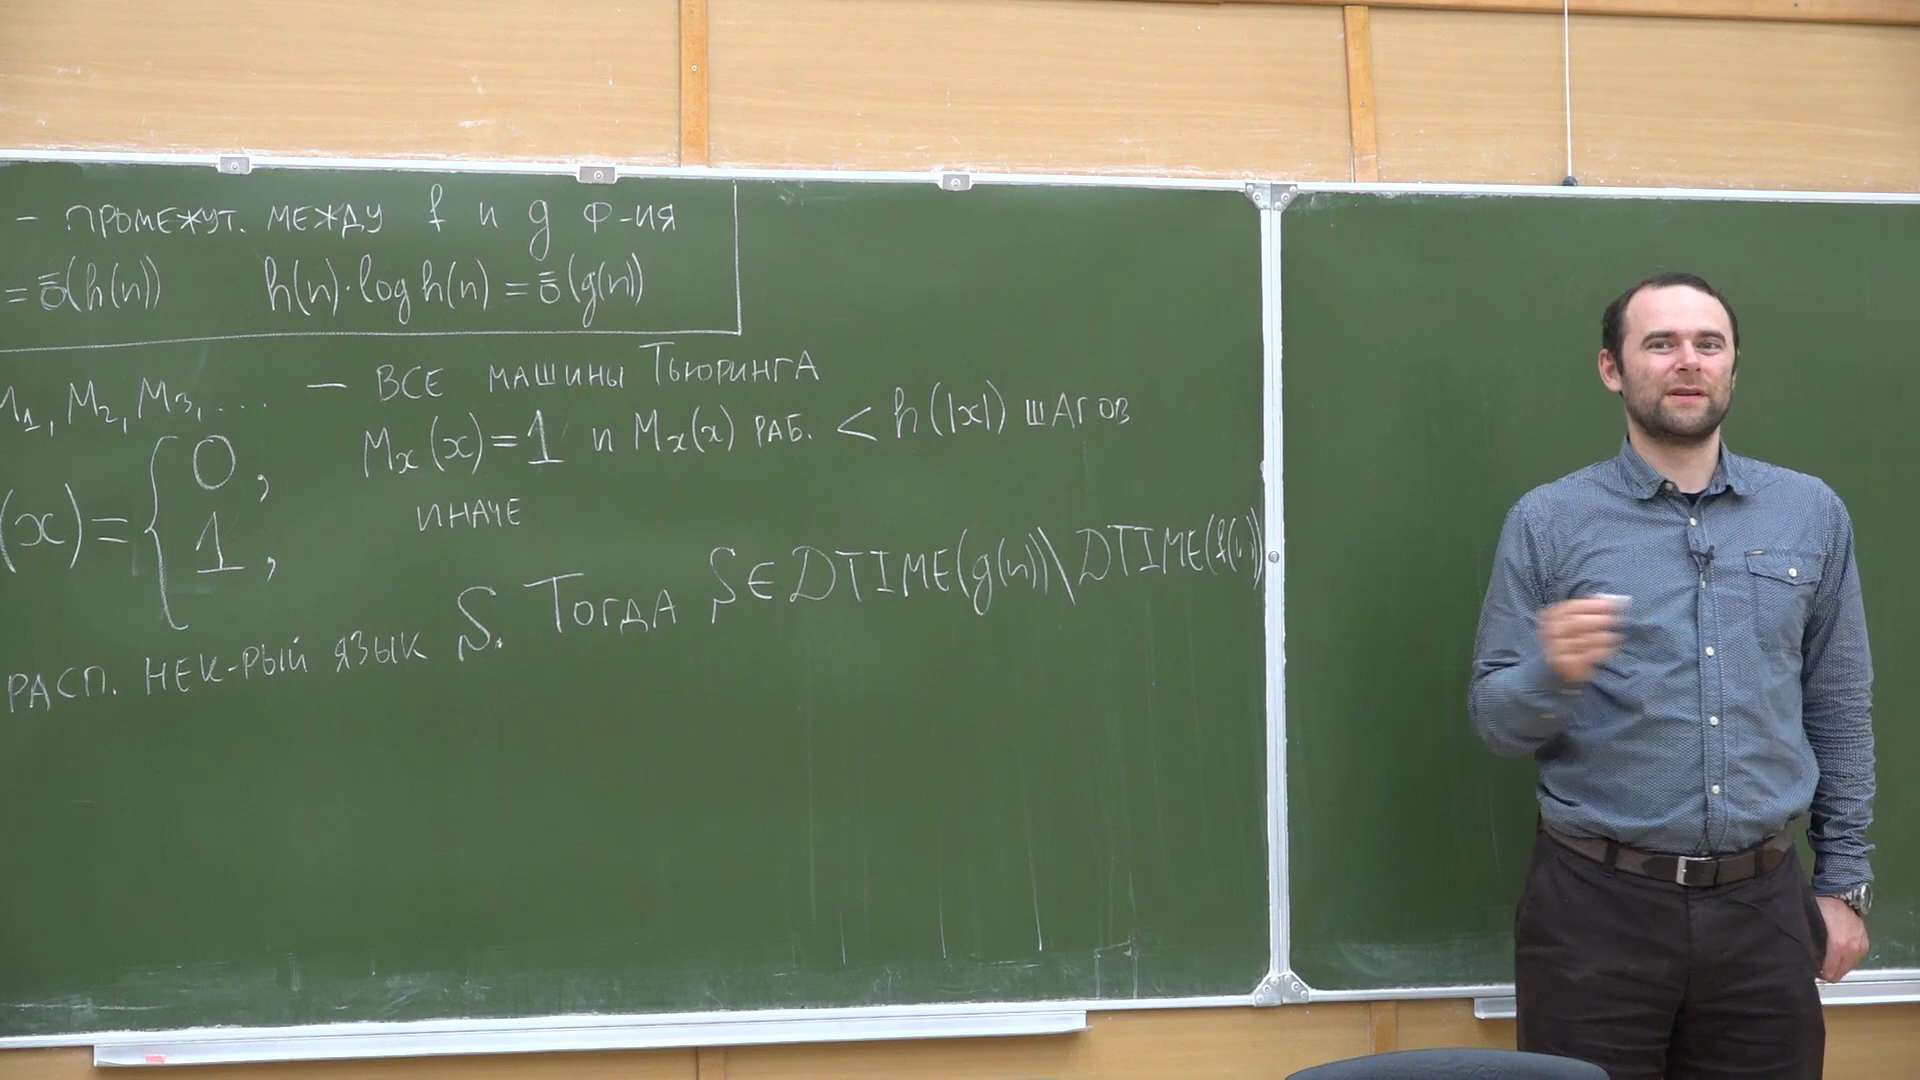 — ПРОМЕЖУТ. МЕЖДУ f И g Ф-ИЯ
= ō̄(h(n)) h(n)·log h(n) = ō̄(g(n))
M₁, M₂, M₃, ... — ВСЕ МАШИНЫ ТЬЮРИНГА
(x) = { 0, Mₓ(x)=1 и Mₓ(x) РАБ. < h(|x|) ШАГОВ
1, ИНАЧЕ
РАСП. НЕК-РЫЙ ЯЗЫК S. ТОГДА S∈DTIME(g(n))\DTIME(f(n))